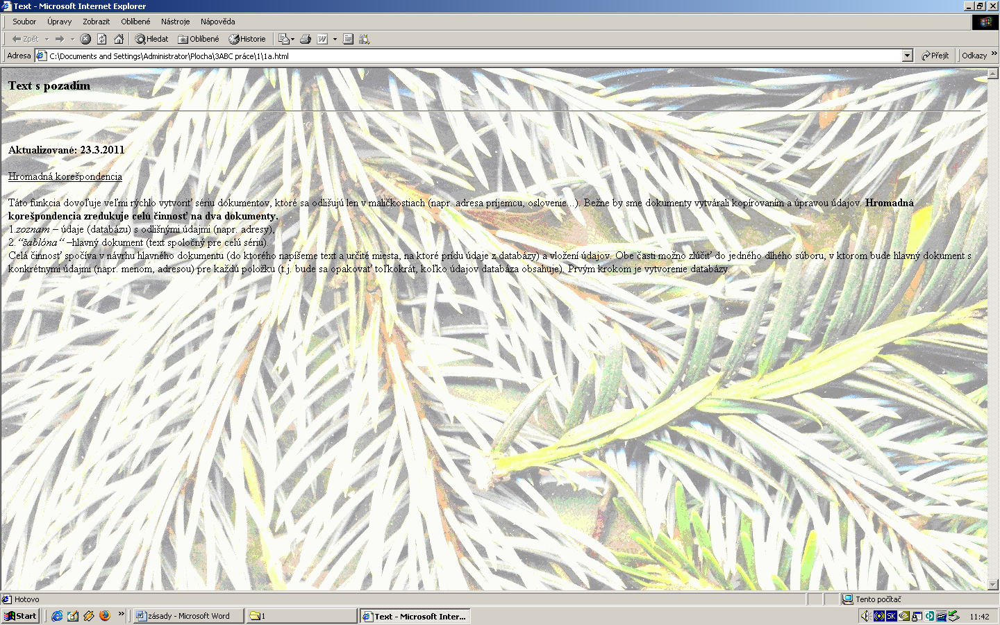 Text - Microsoft Internet Explorer
Soubor Úpravy Zobrazit Oblíbené Nástroje Nápověda
Zpět Hledat Oblíbené Historie
Adresa C:\Documents and Settings\Administrator\Plocha\3ABC práce\1\1a.html Přejít Odkazy »
Text s pozadím
Aktualizované: 23.3.2011
Hromadná korešpondencia
Táto funkcia dovoľuje veľmi rýchlo vytvoriť sériu dokumentov, ktoré sa odlišujú len v maličkostiach (napr. adresa príjemcu, oslovenie...). Bežne by sme dokumenty vytvárali kopírovaním a úpravou údajov. Hromadná
korešpondencia zredukuje celú činnosť na dva dokumenty.
1.zoznam – údaje (databázu) s odlišnými údajmi (napr. adresy),
2.“šablóna“ –hlavný dokument (text spoločný pre celú sériu).
Celá činnosť spočíva v návrhu hlavného dokumentu (do ktorého napíšeme text a určité miesta, na ktoré prídu údaje z databázy) a vložení údajov. Obe časti možno zlúčiť do jedného dlhého súboru, v ktorom bude hlavný dokument s
konkrétnymi údajmi (napr. menom, adresou) pre každú položku (t.j. bude sa opakovať toľkokrát, koľko údajov databáza obsahuje). Prvým krokom je vytvorenie databázy.
Hotovo Tento počítač
Start » zásady - Microsoft Word 1 Text - Microsoft Inter... SK 11:42